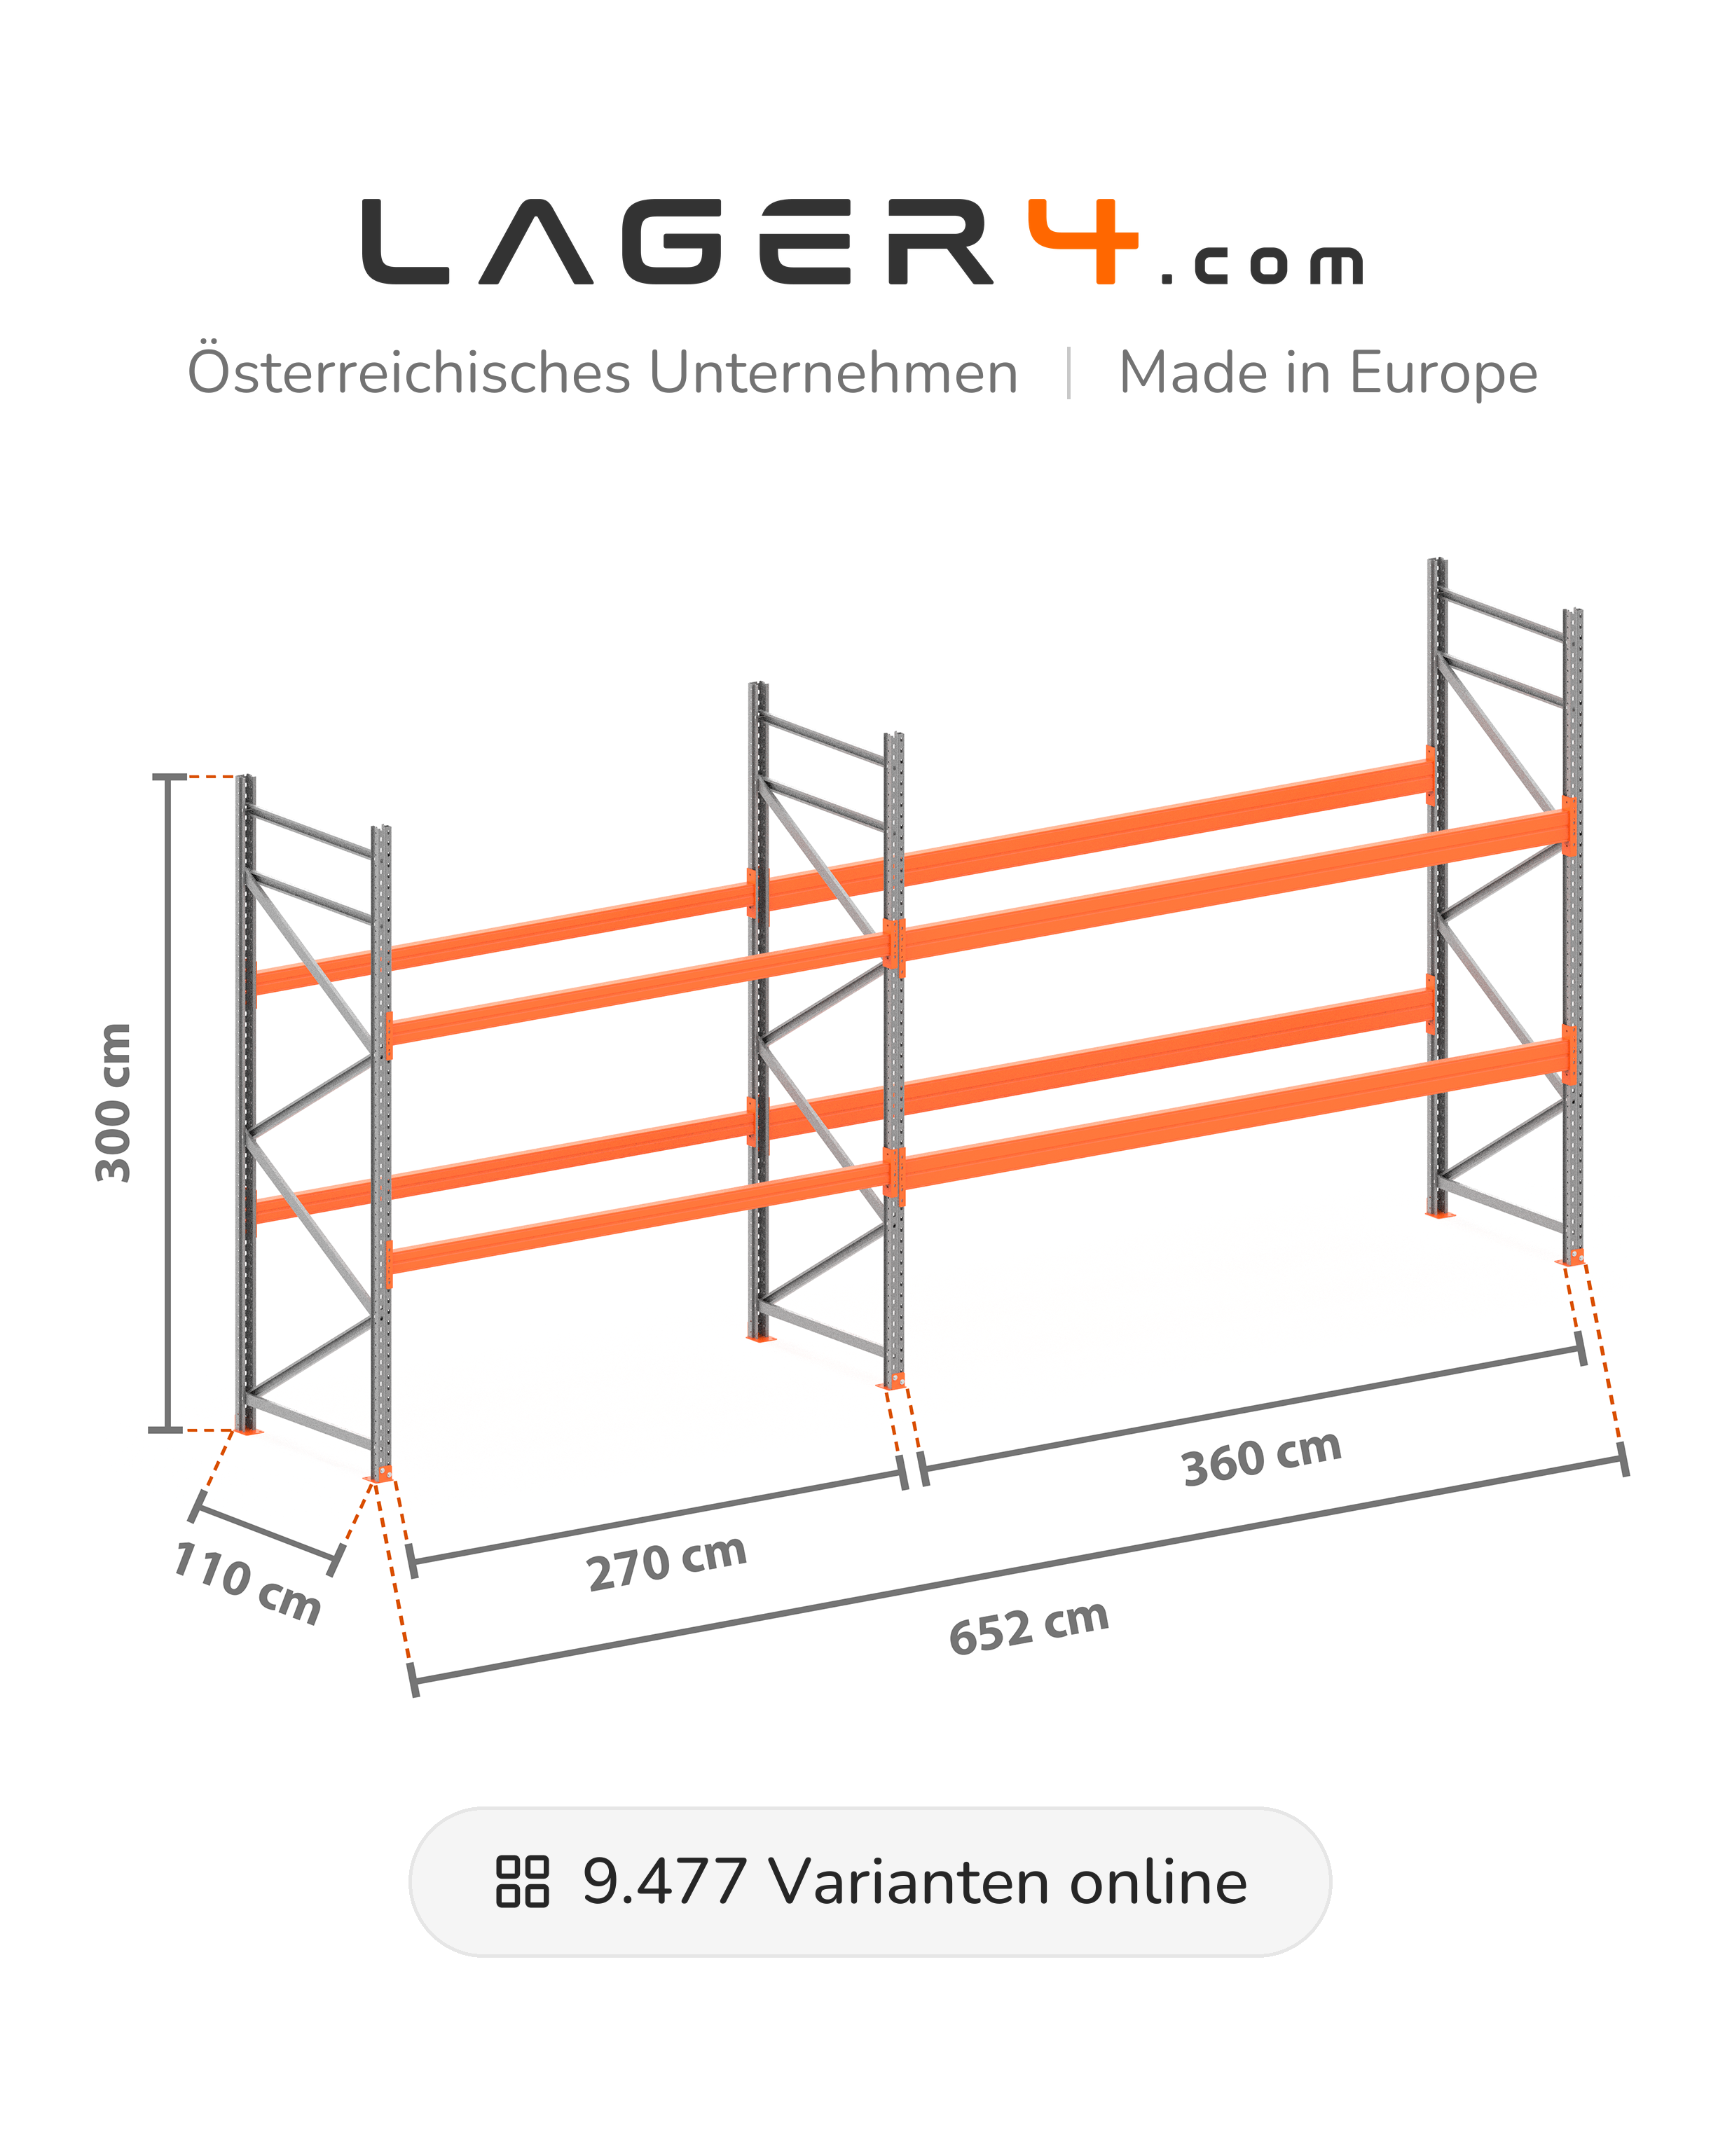 LAGER4.com
Österreichisches Unternehmen | Made in Europe
300 cm
110 cm
270 cm
360 cm
652 cm
9.477 Varianten online